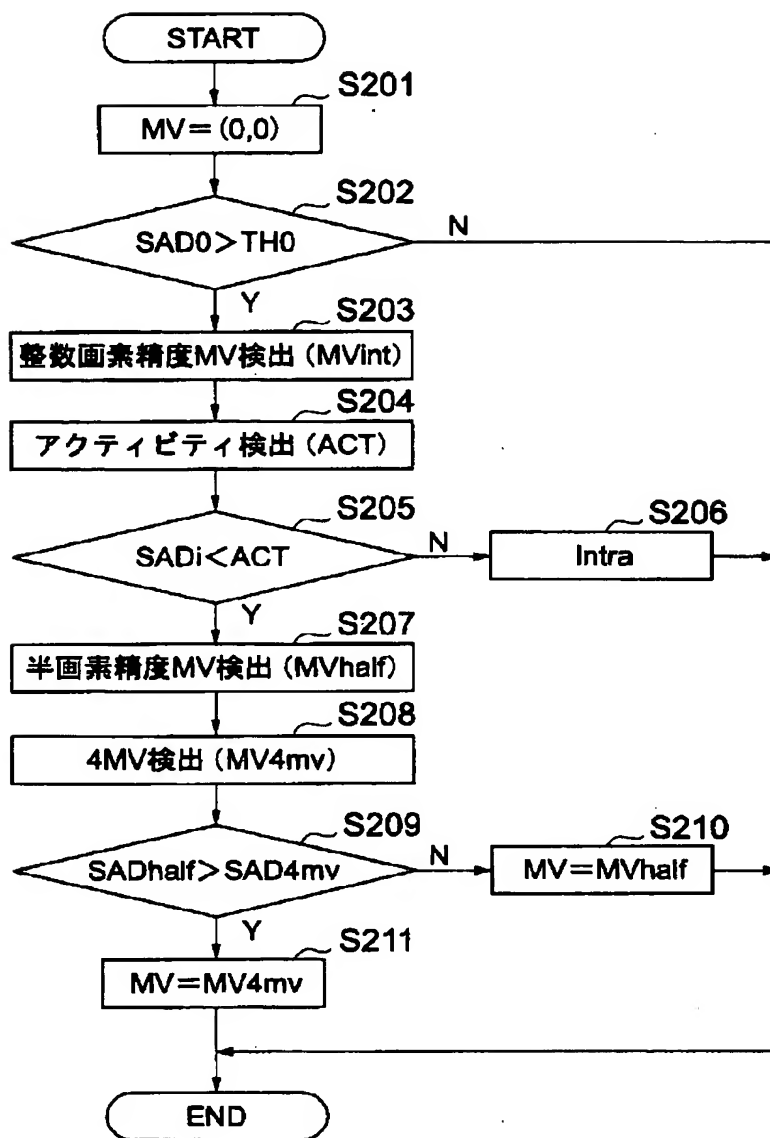 START
S201
MV=(0,0)
S202
SAD0>TH0
N
Y
S203
整数画素精度MV検出(MVint)
S204
アクティビティ検出(ACT)
S205
SADi<ACT
N
S206
Intra
Y
S207
半画素精度MV検出(MVhalf)
S208
4MV検出(MV4mv)
S209
SADhalf>SAD4mv
N
S210
MV=MVhalf
Y
S211
MV=MV4mv
END